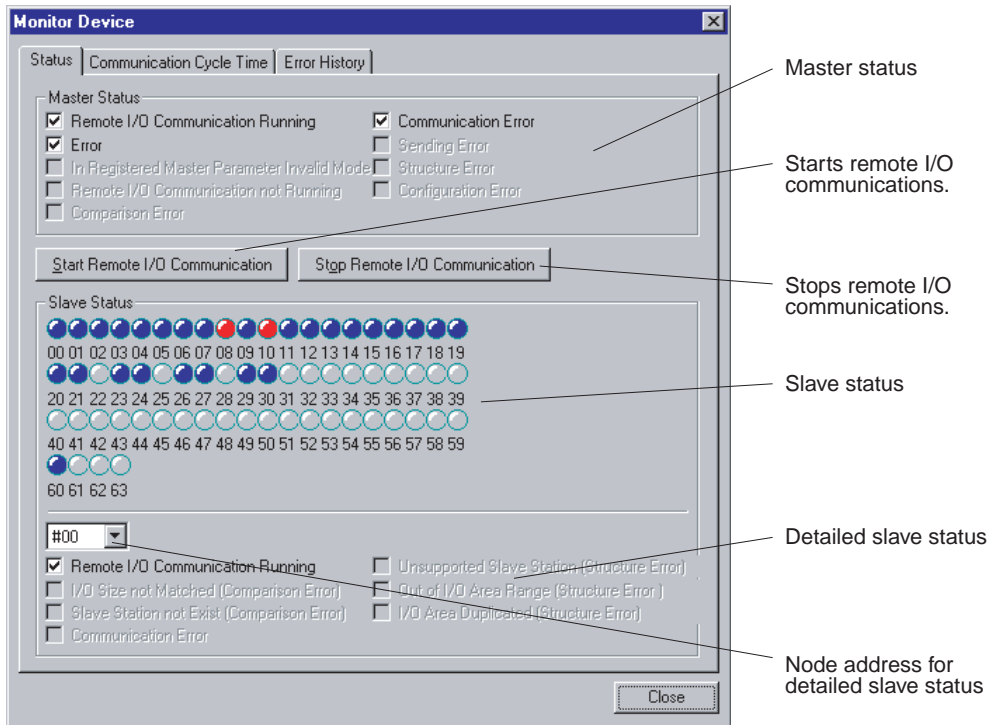 Monitor Device
Status
Communication Cycle Time
Error History
Master status
Master Status
Remote I/O Communication Running
Communication Error
Error
Sending Error
In Registered Master Parameter Invalid Mode
Structure Error
Remote I/O Communication not Running
Configuration Error
Comparison Error
Starts remote I/O
communications.
Start Remote I/O Communication
Stop Remote I/O Communication
Stops remote I/O
communications.
Slave Status
00 01 02 03 04 05 06 07 08 09 10 11 12 13 14 15 16 17 18 19
20 21 22 23 24 25 26 27 28 29 30 31 32 33 34 35 36 37 38 39
Slave status
40 41 42 43 44 45 46 47 48 49 50 51 52 53 54 55 56 57 58 59
60 61 62 63
#00
Detailed slave status
Remote I/O Communication Running
Unsupported Slave Station (Structure Error)
I/O Size not Matched (Comparison Error)
Out of I/O Area Range (Structure Error )
Slave Station not Exist (Comparison Error)
I/O Area Duplicated (Structure Error)
Communication Error
Node address for
detailed slave status
Close